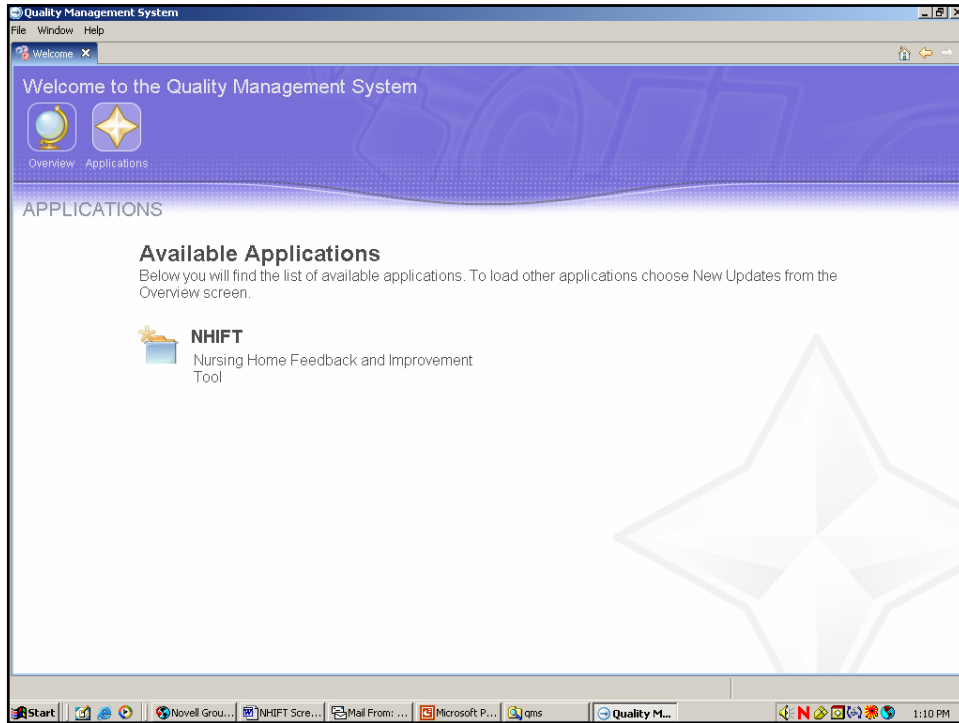 Quality Management System
File Window Help
Welcome
Welcome to the Quality Management System
Overview Applications
APPLICATIONS
Available Applications
Below you will find the list of available applications. To load other applications choose New Updates from the
Overview screen.
NHIFT
Nursing Home Feedback and Improvement
Tool
Start Novell Grou... NHIFT Scre... Mail From: ... Microsoft P... qms Quality M... N 1:10 PM